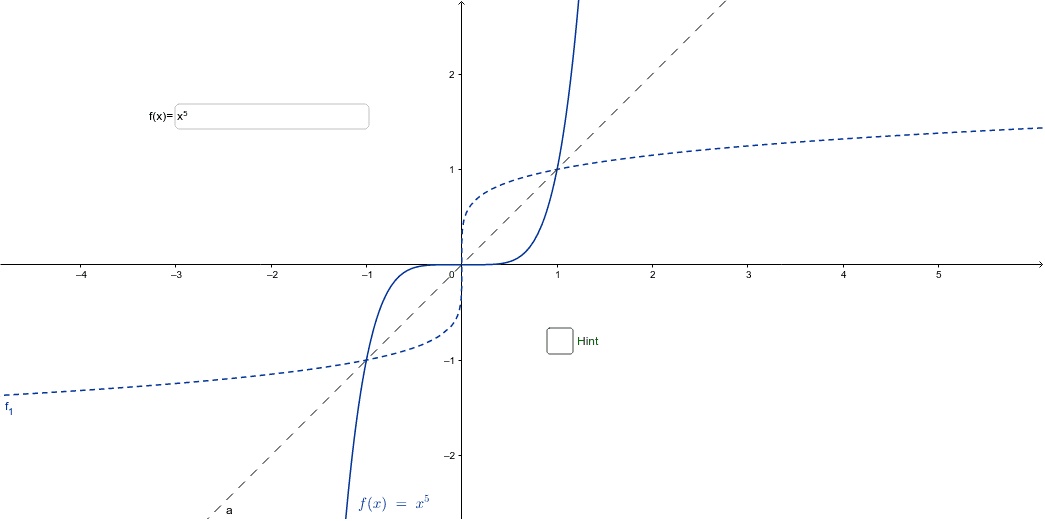 2
f(x)= x⁵
1
–4 –3 –2 –1 0 1 2 3 4 5
Hint
–1
f₁
–2
f(x) = x⁵
a